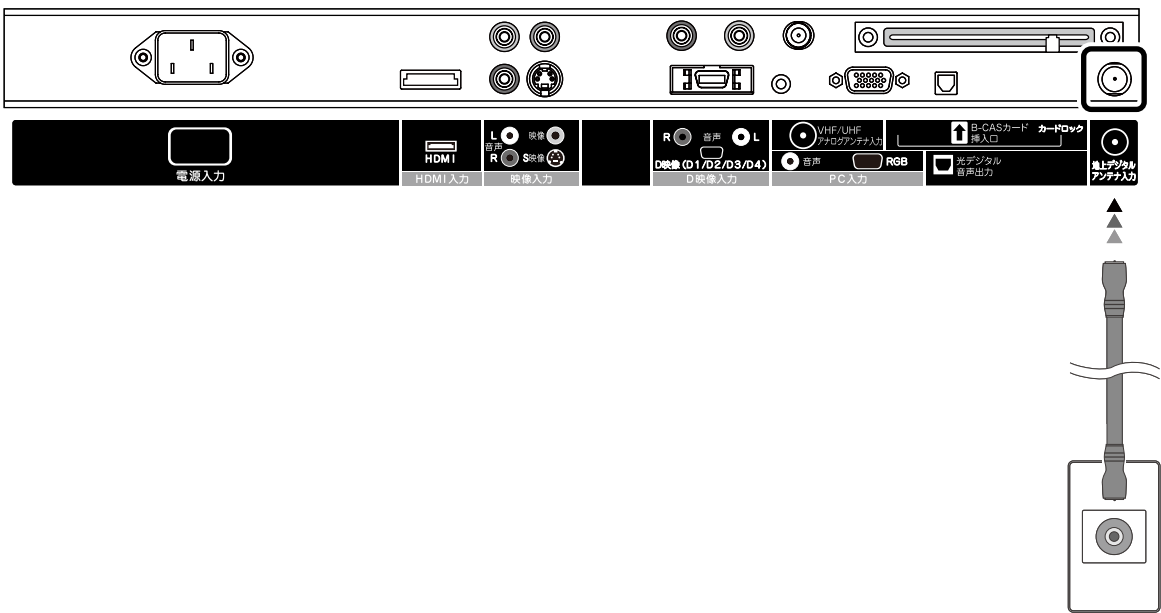 電源入力
HDMI
HDMI入力
L 映像
音声
R S映像
映像入力
R 音声 L
D映像(D1/D2/D3/D4)
D映像入力
VHF/UHF
アナログアンテナ入力
音声 RGB
PC入力
B-CASカード カードロック
挿入口
光デジタル
音声出力
地上デジタル
アンテナ入力